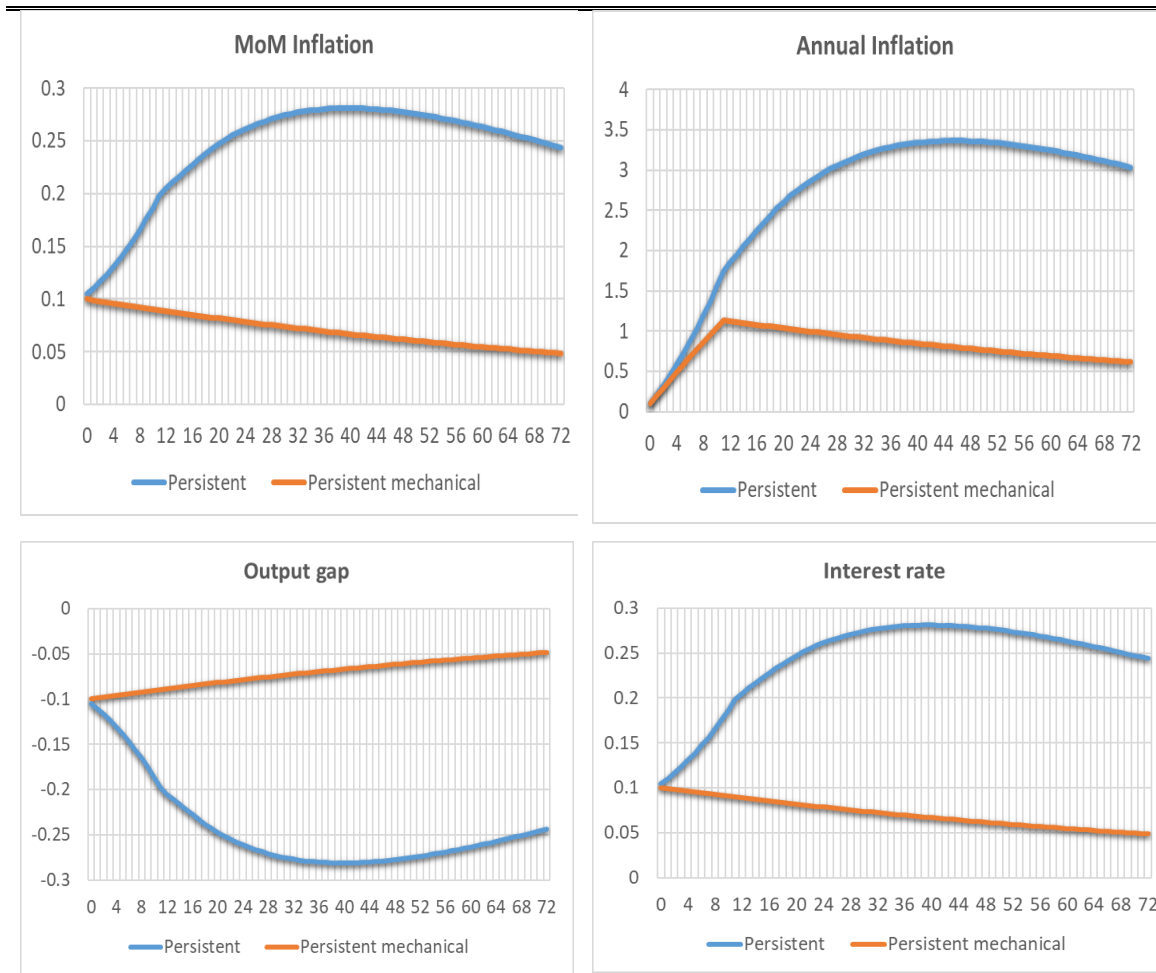 MoM Inflation
0.3
0.25
0.2
0.15
0.1
0.05
0
0 4 8 12 16 20 24 28 32 36 40 44 48 52 56 60 64 68 72
Persistent Persistent mechanical
Annual Inflation
4
3.5
3
2.5
2
1.5
1
0.5
0
0 4 8 12 16 20 24 28 32 36 40 44 48 52 56 60 64 68 72
Persistent Persistent mechanical
Output gap
0
-0.05
-0.1
-0.15
-0.2
-0.25
-0.3
0 4 8 12 16 20 24 28 32 36 40 44 48 52 56 60 64 68 72
Persistent Persistent mechanical
Interest rate
0.3
0.25
0.2
0.15
0.1
0.05
0
0 4 8 12 16 20 24 28 32 36 40 44 48 52 56 60 64 68 72
Persistent Persistent mechanical